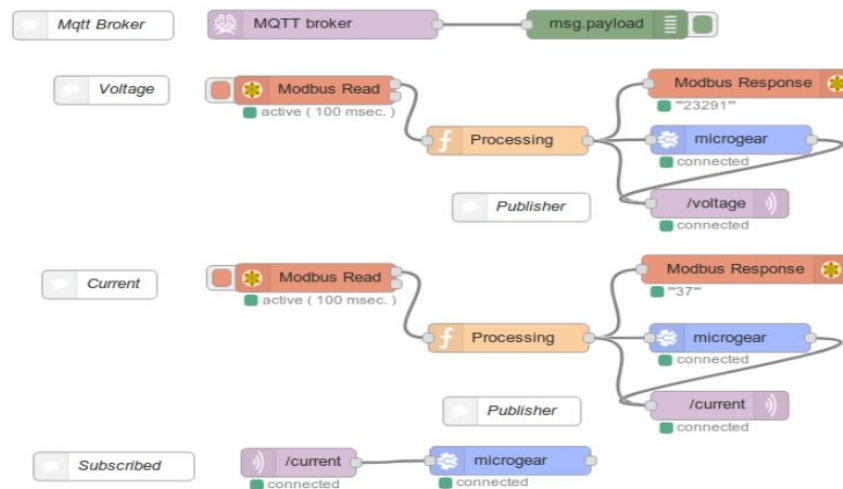 Mqtt Broker
MQTT broker
msg.payload
Voltage
Modbus Read
active ( 100 msec. )
Processing
Modbus Response
""23291""
microgear
connected
Publisher
/voltage
connected
Current
Modbus Read
active ( 100 msec. )
Processing
Modbus Response
""37""
microgear
connected
Publisher
/current
connected
Subscribed
/current
connected
microgear
connected